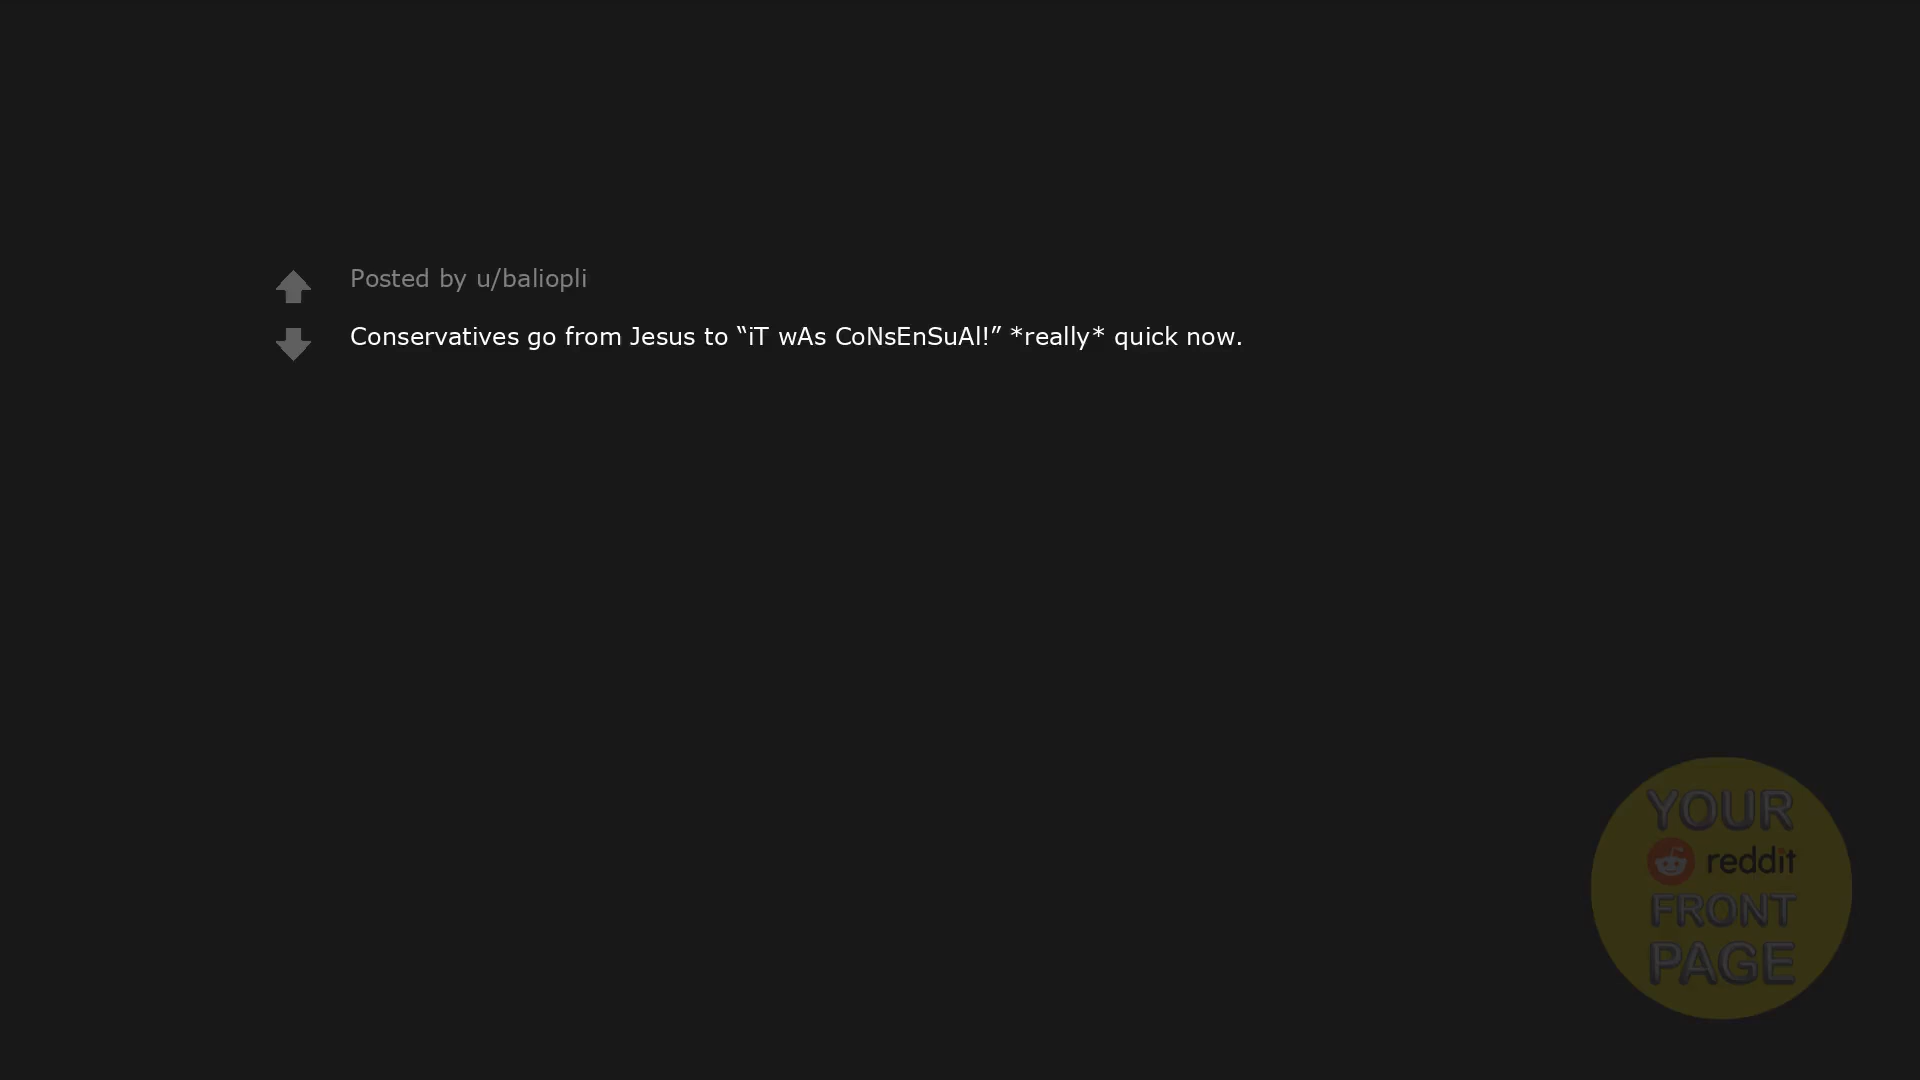 Posted by u/baliopli
Conservatives go from Jesus to “iT wAs CoNsEnSuAl!” *really* quick now.
YOUR
reddit
FRONT
PAGE